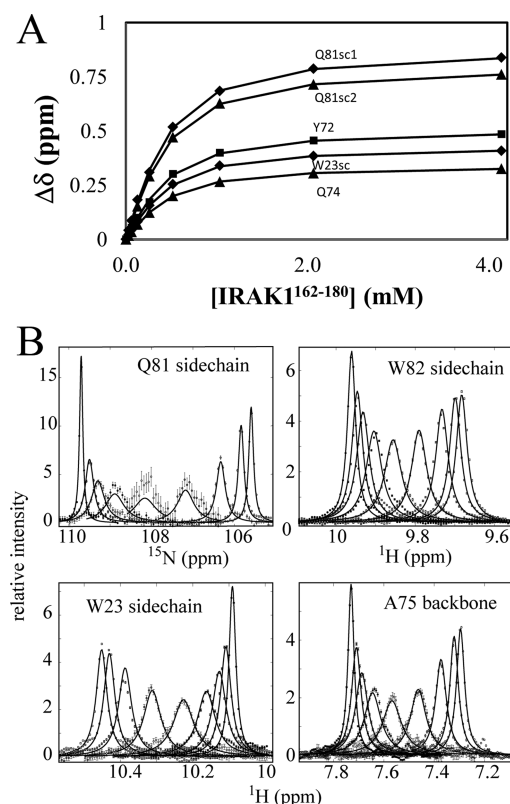 A
1
0.75
0.5
0.25
0
Δδ (ppm)
Q81sc1
Q81sc2
Y72
W23sc
Q74
0.0
2.0
4.0
[IRAK1¹⁶²⁻¹⁸⁰] (mM)
B
relative intensity
Q81 sidechain
15
10
5
0
110
108
106
¹⁵N (ppm)
W82 sidechain
6
4
2
0
10
9.8
9.6
¹H (ppm)
W23 sidechain
6
4
2
0
10.4
10.2
10
A75 backbone
6
4
2
0
7.8
7.6
7.4
7.2
¹H (ppm)